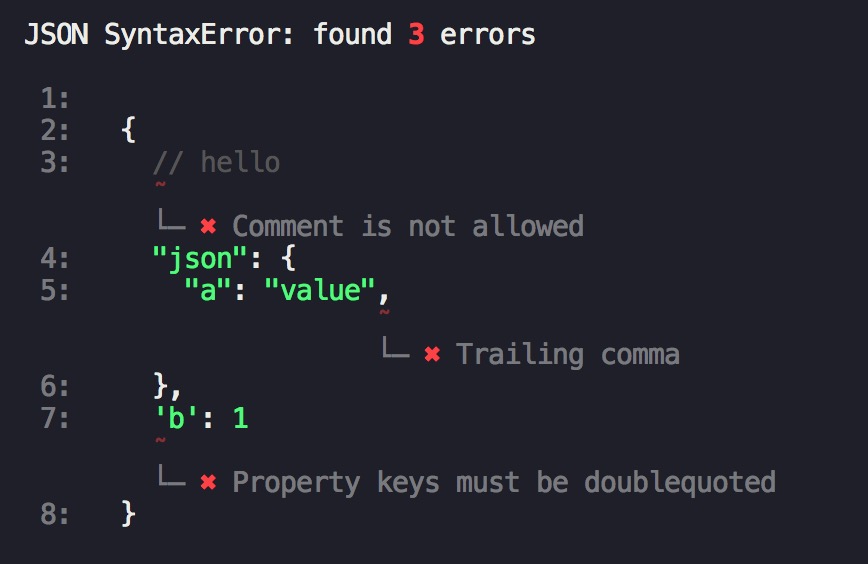 JSON SyntaxError: found 3 errors
1:
2: {
3: // hello
~
└─ ✖ Comment is not allowed
4: "json": {
5: "a": "value",
~
└─ ✖ Trailing comma
6: },
7: 'b': 1
~
└─ ✖ Property keys must be doublequoted
8: }